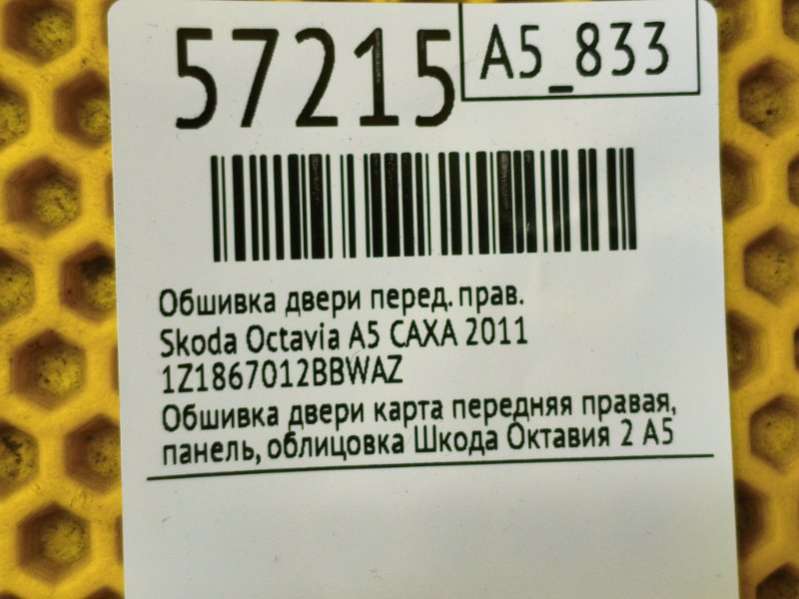 57215
A5_833
Обшивка двери перед. прав.
Skoda Octavia A5 CAXA 2011
1Z1867012BBWAZ
Обшивка двери карта передняя правая,
панель, облицовка Шкода Октавия 2 А5